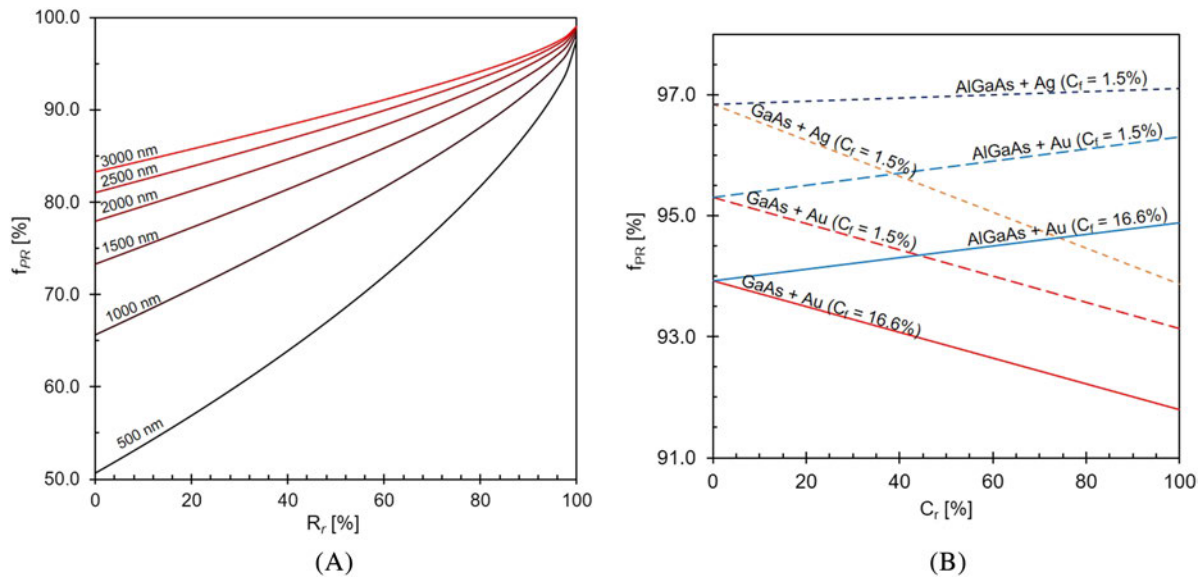 100.0
90.0
80.0
70.0
60.0
50.0
f_PR [%]
3000 nm
2500 nm
2000 nm
1500 nm
1000 nm
500 nm
0 20 40 60 80 100
R_r [%]
(A)
97.0
95.0
93.0
91.0
f_PR [%]
AlGaAs + Ag (C_f = 1.5%)
GaAs + Ag (C_f = 1.5%)
AlGaAs + Au (C_f = 1.5%)
GaAs + Au (C_f = 1.5%)
AlGaAs + Au (C_f = 16.6%)
GaAs + Au (C_f = 16.6%)
0 20 40 60 80 100
C_r [%]
(B)